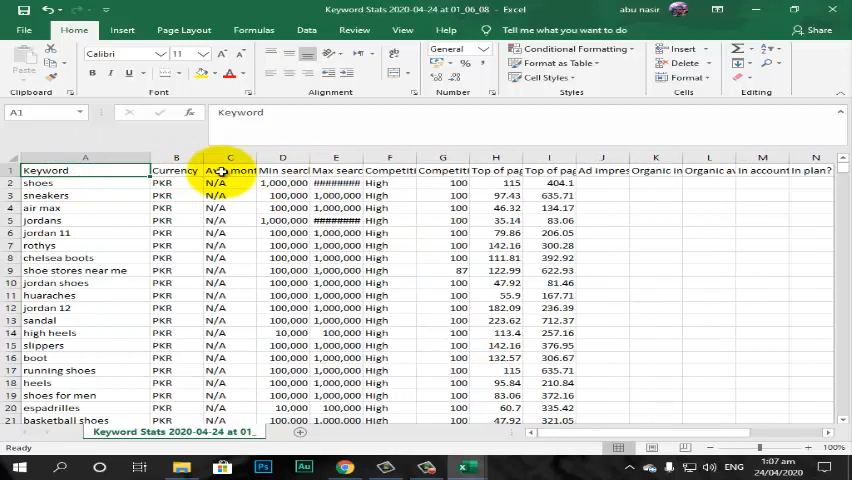 Keyword Stats 2020-04-24 at 01_06_08 - Excel
abu nasir
File Home Insert Page Layout Formulas Data Review View Help Tell me what you want to do Share
Calibri 11
General
Conditional Formatting
Insert
Paste
B I U
Format as Table
Delete
Cell Styles
Format
Clipboard Font Alignment Number Styles Cells Editing
A1 Keyword
A B C D E F G H I J K L M N
1 Keyword Currency Avg mont Min searc Max searc Competiti Competiti Top of pag Top of pag Ad impres Organic in Organic av In account In plan?
2 shoes PKR N/A 1,000,000 ######## High 100 115 404.1
3 sneakers PKR N/A 100,000 1,000,000 High 100 97.43 635.71
4 air max PKR N/A 100,000 1,000,000 High 100 46.32 134.17
5 jordans PKR N/A 1,000,000 ######## High 100 35.14 83.06
6 jordan 11 PKR N/A 100,000 1,000,000 High 100 79.86 206.05
7 rothys PKR N/A 100,000 1,000,000 High 100 142.16 300.28
8 chelsea boots PKR N/A 100,000 1,000,000 High 100 111.81 392.92
9 shoe stores near me PKR N/A 100,000 1,000,000 High 87 122.99 622.93
10 jordan shoes PKR N/A 100,000 1,000,000 High 100 47.92 81.46
11 huaraches PKR N/A 100,000 1,000,000 High 100 55.9 167.71
12 jordan 12 PKR N/A 100,000 1,000,000 High 100 182.09 236.39
13 sandal PKR N/A 100,000 1,000,000 High 100 223.62 712.37
14 high heels PKR N/A 10,000 100,000 High 100 113.4 257.16
15 slippers PKR N/A 100,000 1,000,000 High 100 142.16 376.95
16 boot PKR N/A 100,000 1,000,000 High 100 132.57 306.67
17 running shoes PKR N/A 100,000 1,000,000 High 100 115 635.71
18 heels PKR N/A 100,000 1,000,000 High 100 95.84 210.84
19 shoes for men PKR N/A 100,000 1,000,000 High 100 83.06 372.16
20 espadrilles PKR N/A 10,000 100,000 High 100 60.7 335.42
21 basketball shoes PKR N/A 100,000 1,000,000 High 100 47.92 321.05
Keyword Stats 2020-04-24 at 01_
Ready 100%
Ps Au ENG 1:07 am
24/04/2020